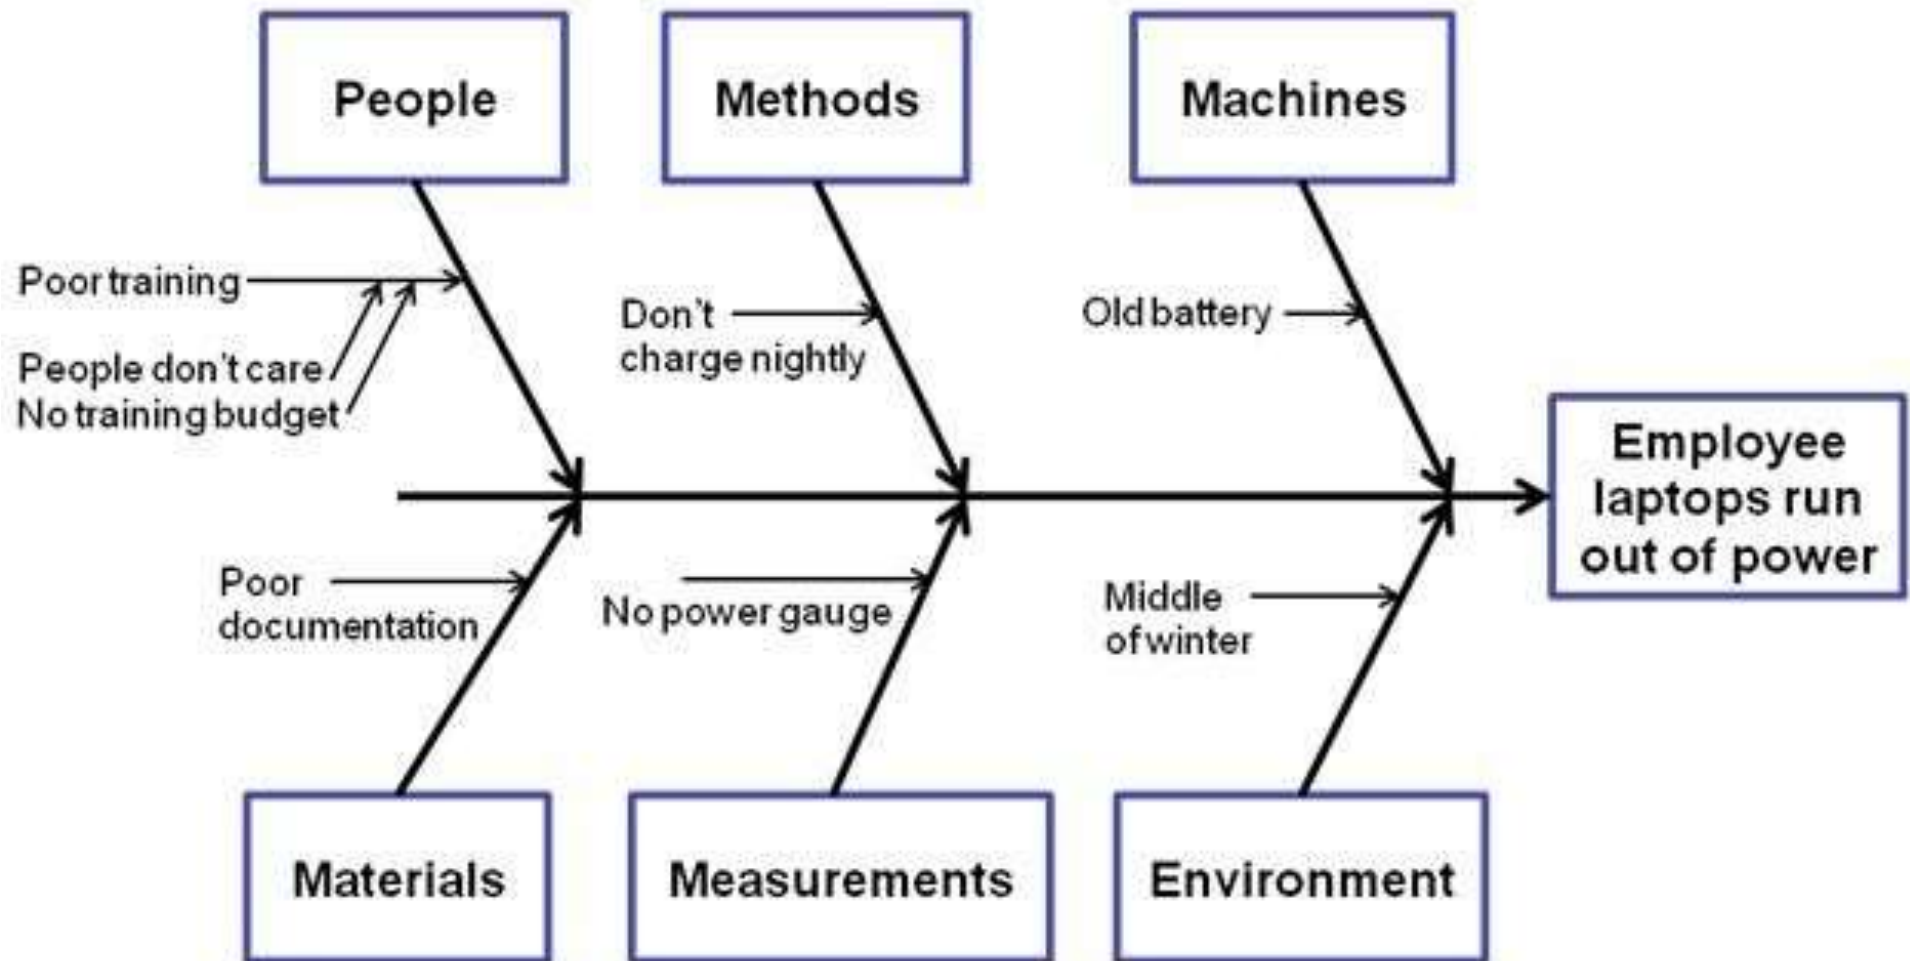 People
Methods
Machines
Poor training
People don't care
No training budget
Don't
charge nightly
Old battery
Employee
laptops run
out of power
Poor
documentation
No power gauge
Middle
of winter
Materials
Measurements
Environment